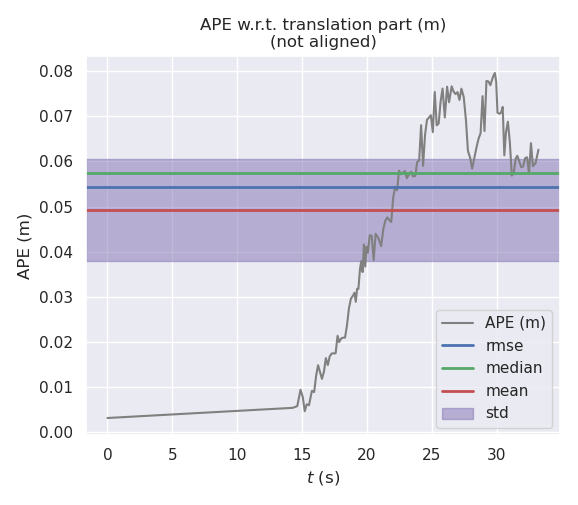 APE w.r.t. translation part (m)
(not aligned)
APE (m)
0.08
0.07
0.06
0.05
0.04
0.03
0.02
0.01
0.00
APE (m)
rmse
median
mean
std
0 5 10 15 20 25 30
t (s)